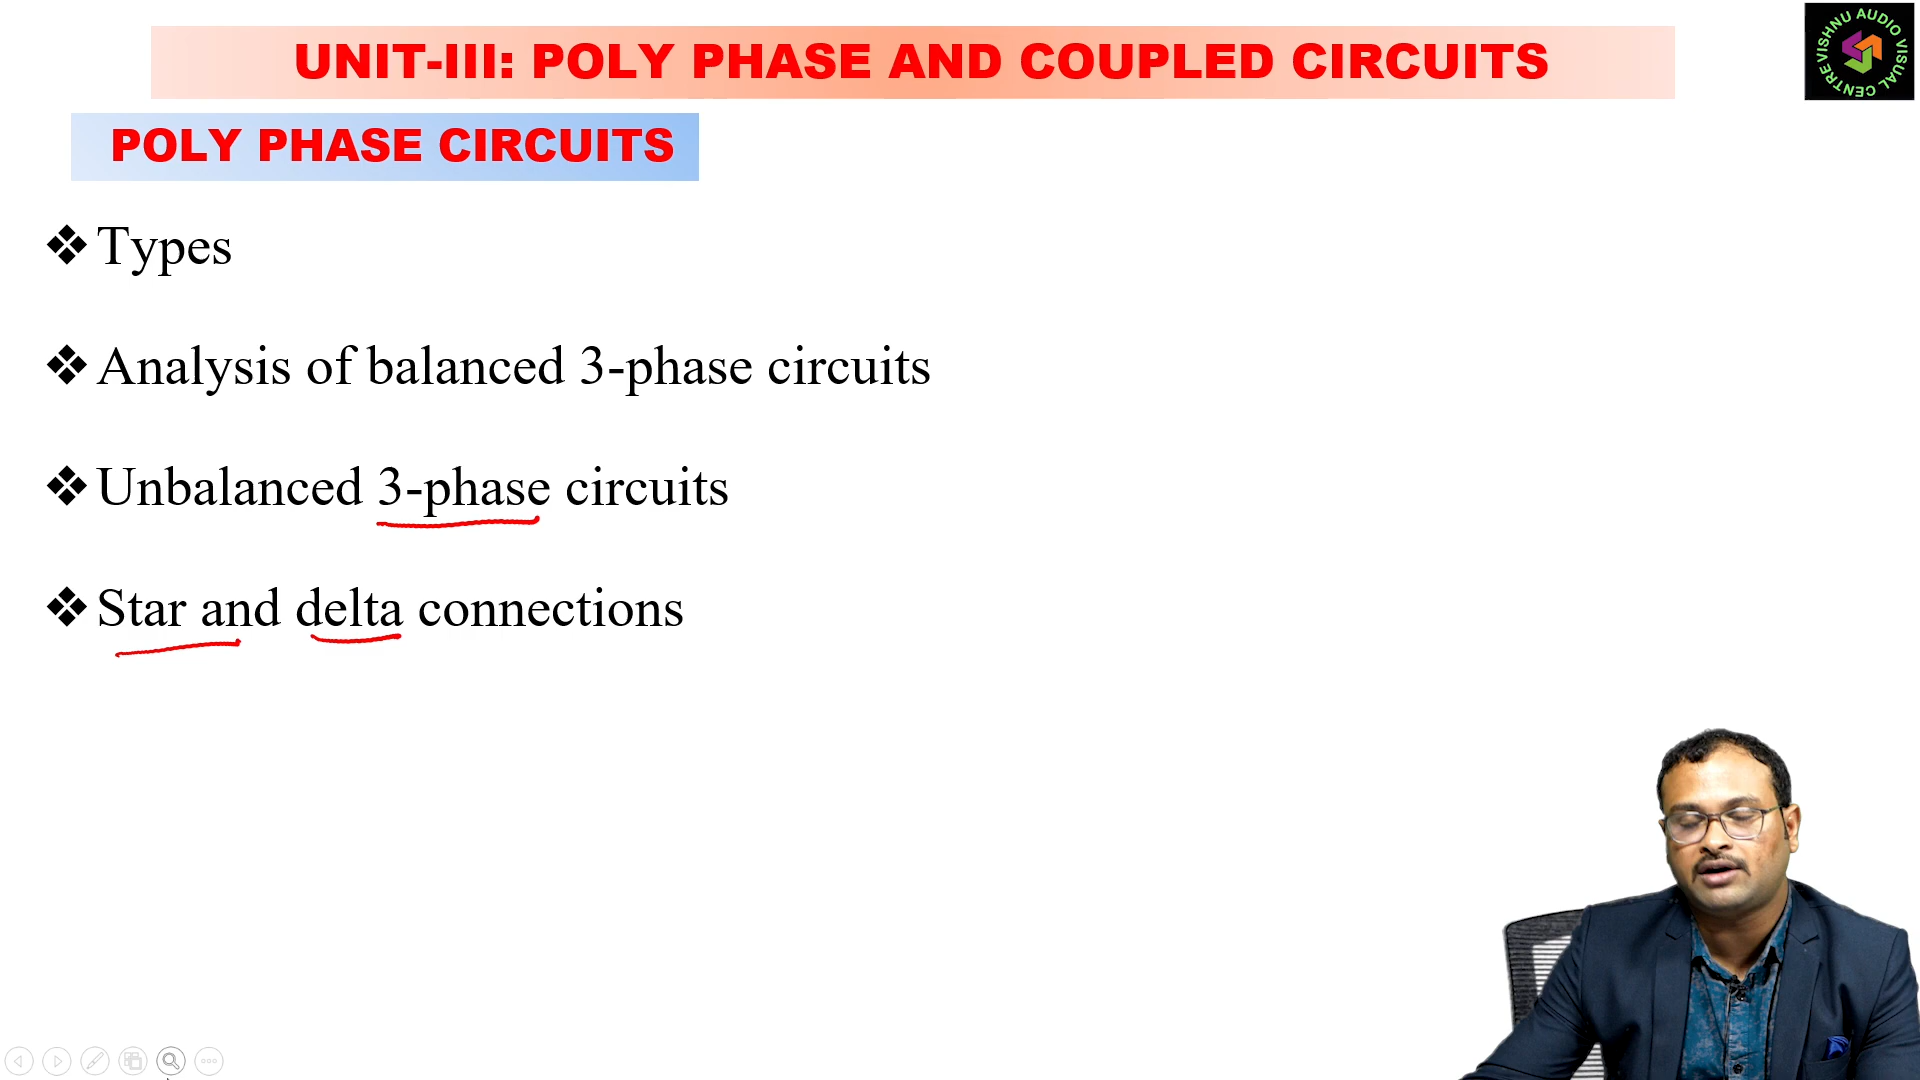 UNIT-III: POLY PHASE AND COUPLED CIRCUITS
VISHNU AUDIO VISUAL CENTRE
POLY PHASE CIRCUITS
❖ Types
❖ Analysis of balanced 3-phase circuits
❖ Unbalanced 3-phase circuits
❖ Star and delta connections